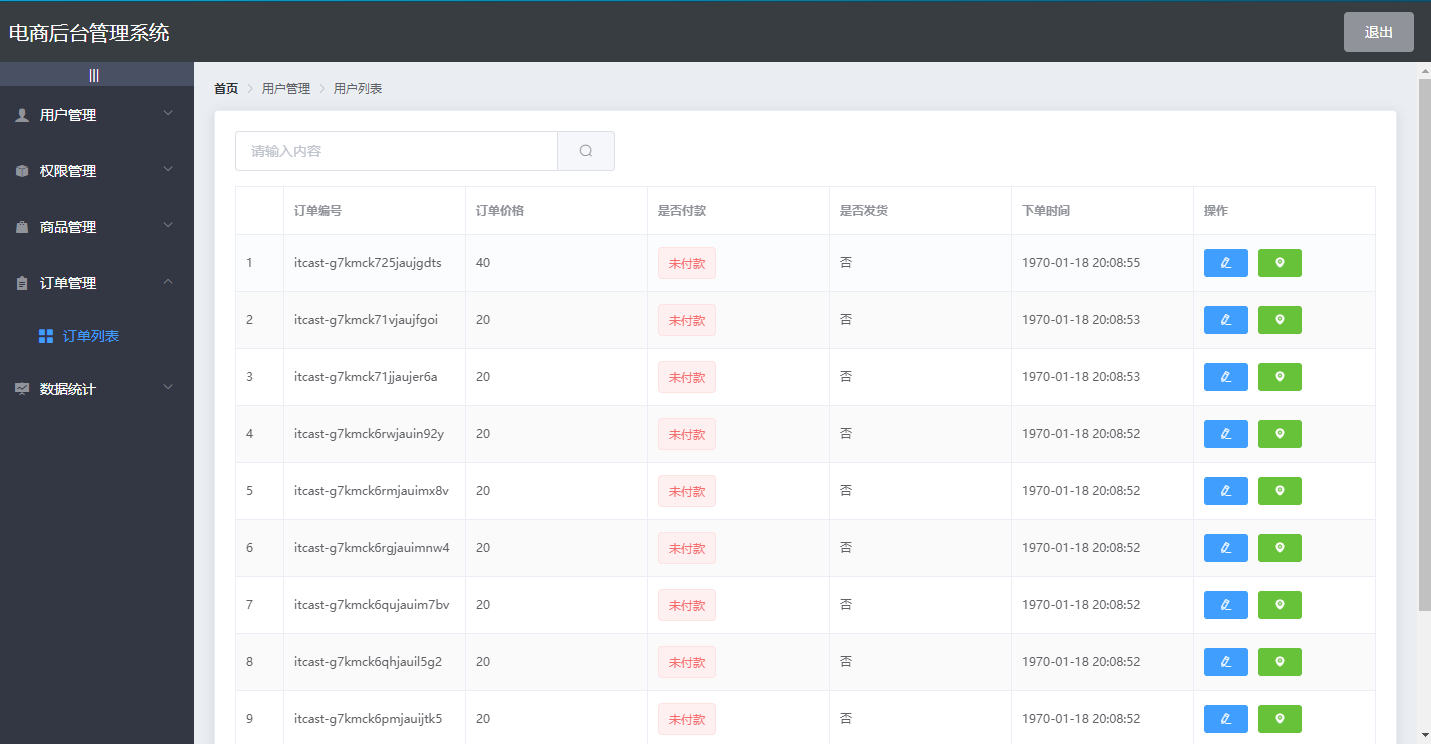 电商后台管理系统
退出
|||
用户管理
权限管理
商品管理
订单管理
订单列表
数据统计
首页 > 用户管理 > 用户列表
请输入内容
订单编号 订单价格 是否付款 是否发货 下单时间 操作
1 itcast-g7kmck725jaujgdts 40 未付款 否 1970-01-18 20:08:55
2 itcast-g7kmck71vjaujfgoi 20 未付款 否 1970-01-18 20:08:53
3 itcast-g7kmck71jjaujer6a 20 未付款 否 1970-01-18 20:08:53
4 itcast-g7kmck6rwjauin92y 20 未付款 否 1970-01-18 20:08:52
5 itcast-g7kmck6rmjauimx8v 20 未付款 否 1970-01-18 20:08:52
6 itcast-g7kmck6rgjauimnw4 20 未付款 否 1970-01-18 20:08:52
7 itcast-g7kmck6qujauim7bv 20 未付款 否 1970-01-18 20:08:52
8 itcast-g7kmck6qhjauil5g2 20 未付款 否 1970-01-18 20:08:52
9 itcast-g7kmck6pmjauijtk5 20 未付款 否 1970-01-18 20:08:52